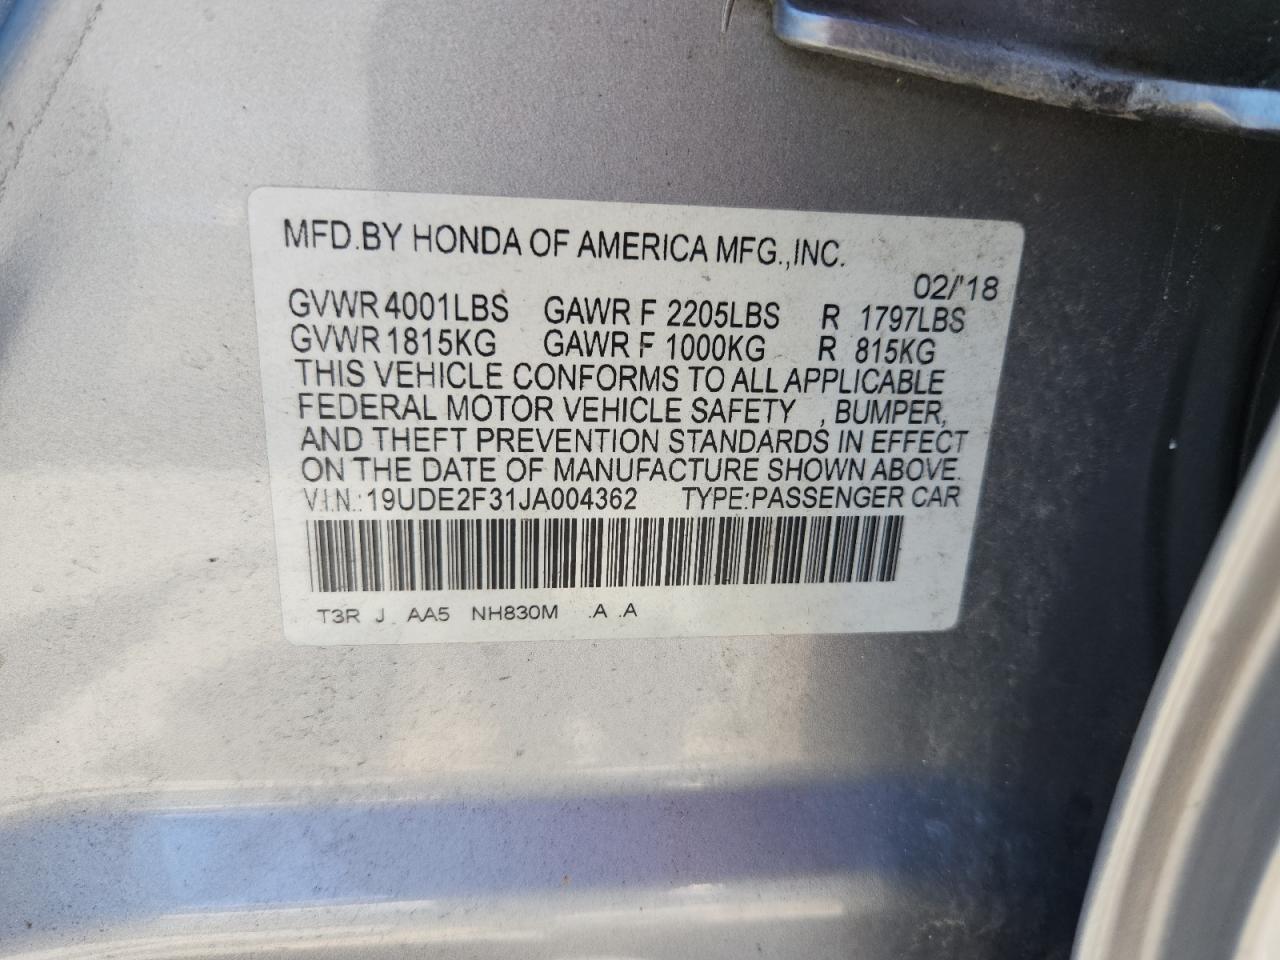 MFD.BY HONDA OF AMERICA MFG.,INC.
02/'18
GVWR 4001LBS GAWR F 2205LBS R 1797LBS
GVWR 1815KG GAWR F 1000KG R 815KG
THIS VEHICLE CONFORMS TO ALL APPLICABLE
FEDERAL MOTOR VEHICLE SAFETY , BUMPER,
AND THEFT PREVENTION STANDARDS IN EFFECT
ON THE DATE OF MANUFACTURE SHOWN ABOVE.
V.I.N.: 19UDE2F31JA004362 TYPE:PASSENGER CAR
T3R J AA5 NH830M .A .A